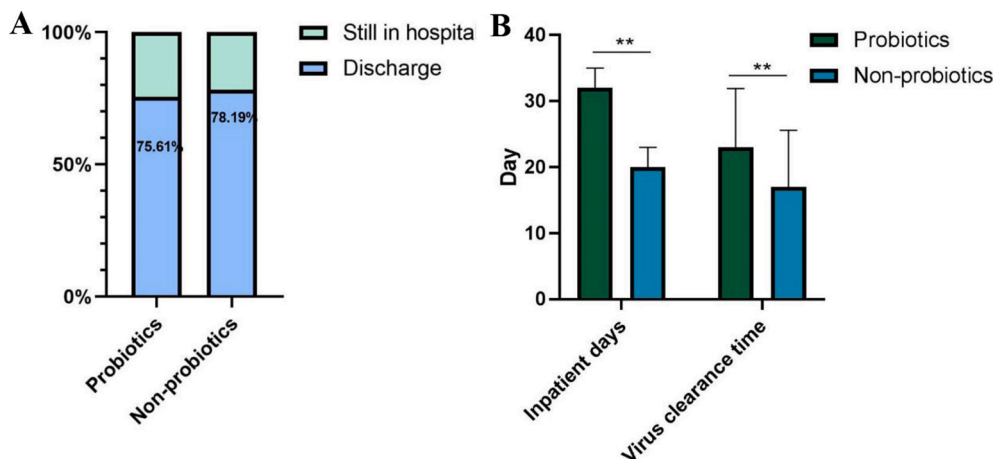 A
100%
50%
0%
75.61%
78.19%
Probiotics
Non-probiotics
Still in hospita
Discharge
B
Day
40
30
20
10
0
**
**
Inpatient days
Virus clearance time
Probiotics
Non-probiotics